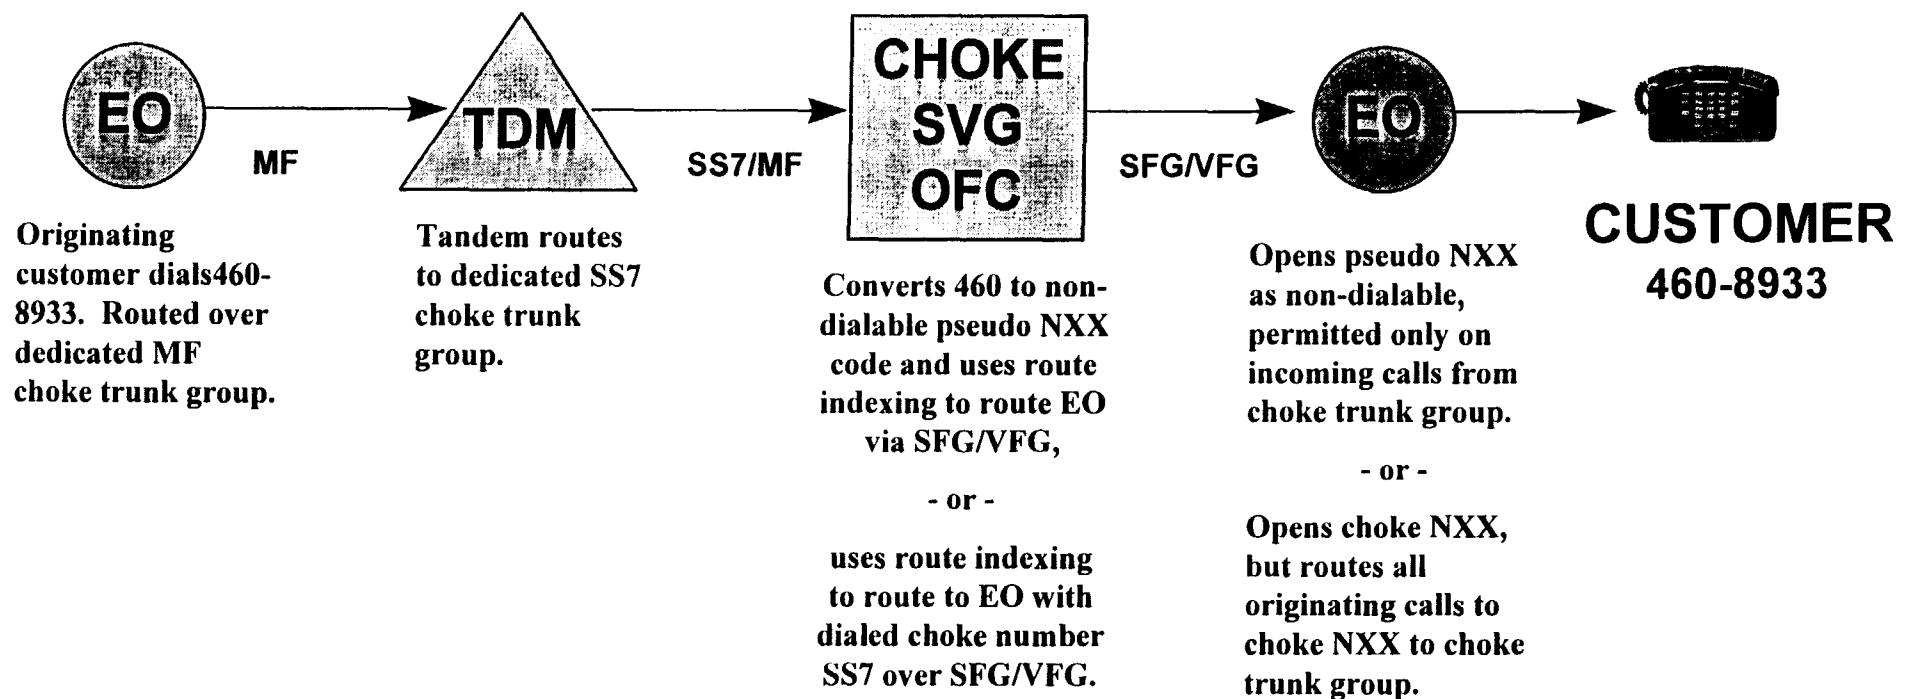 EO
MF
TDM
SS7/MF
CHOKE
SVG
OFC
SFG/VFG
EO
CUSTOMER
460-8933
Originating
customer dials460-
8933. Routed over
dedicated MF
choke trunk group.
Tandem routes
to dedicated SS7
choke trunk
group.
Converts 460 to non-
dialable pseudo NXX
code and uses route
indexing to route EO
via SFG/VFG,
- or -
uses route indexing
to route to EO with
dialed choke number
SS7 over SFG/VFG.
Opens pseudo NXX
as non-dialable,
permitted only on
incoming calls from
choke trunk group.
- or -
Opens choke NXX,
but routes all
originating calls to
choke NXX to choke
trunk group.